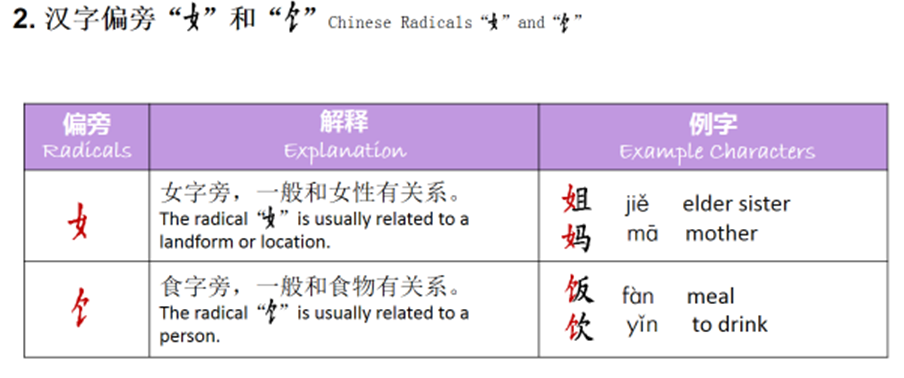 2. 汉字偏旁“女”和“饣” Chinese Radicals “女” and “饣”
偏旁 解释 例字
Radicals Explanation Example Characters
女 女字旁，一般和女性有关系。
The radical “女” is usually related to a
landform or location.
姐 jiě elder sister
妈 mā mother
饣 食字旁，一般和食物有关系。
The radical “饣” is usually related to a
person.
饭 fàn meal
饮 yǐn to drink